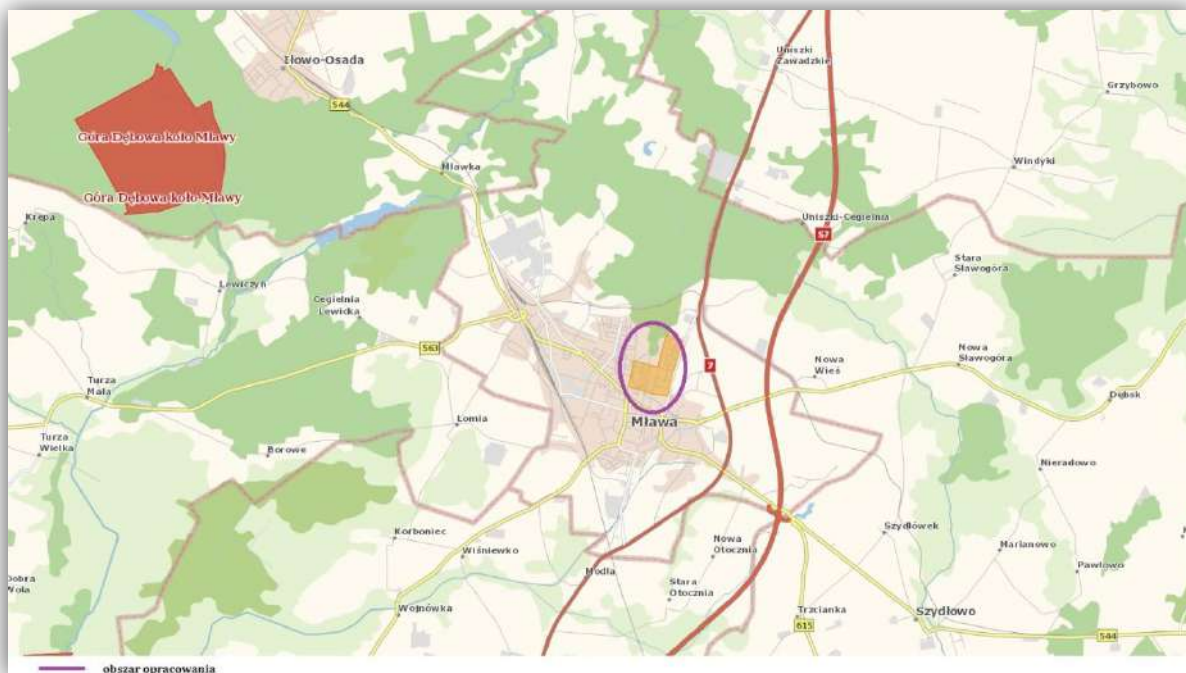 Iłowo-Osada
Uniszki
Zawadzkie
Grzybowo
544
Góra Dębowa koło Mławy
Mławka
Windyki
Góra Dębowa koło Mławy
Krępa
Uniszki-Cegielnia
S7
Stara
Sławogóra
Lewiczyn
Cegielnia
Lewicka
563
Nowa
Sławogóra
7
Nowa
Wieś
Turza
Mała
Dębsk
Łomia
Mława
Turza
Wielka
Borowe
Nieradowo
Korboniec
Szydłówek
Wiśniewko
Nowa
Otocznia
Marianowo
Pawłowo
Modła
Dobra
Wola
Stara
Otocznia
Wojnówka
Trzcianka
Szydłowo
615
544
obszar opracowania